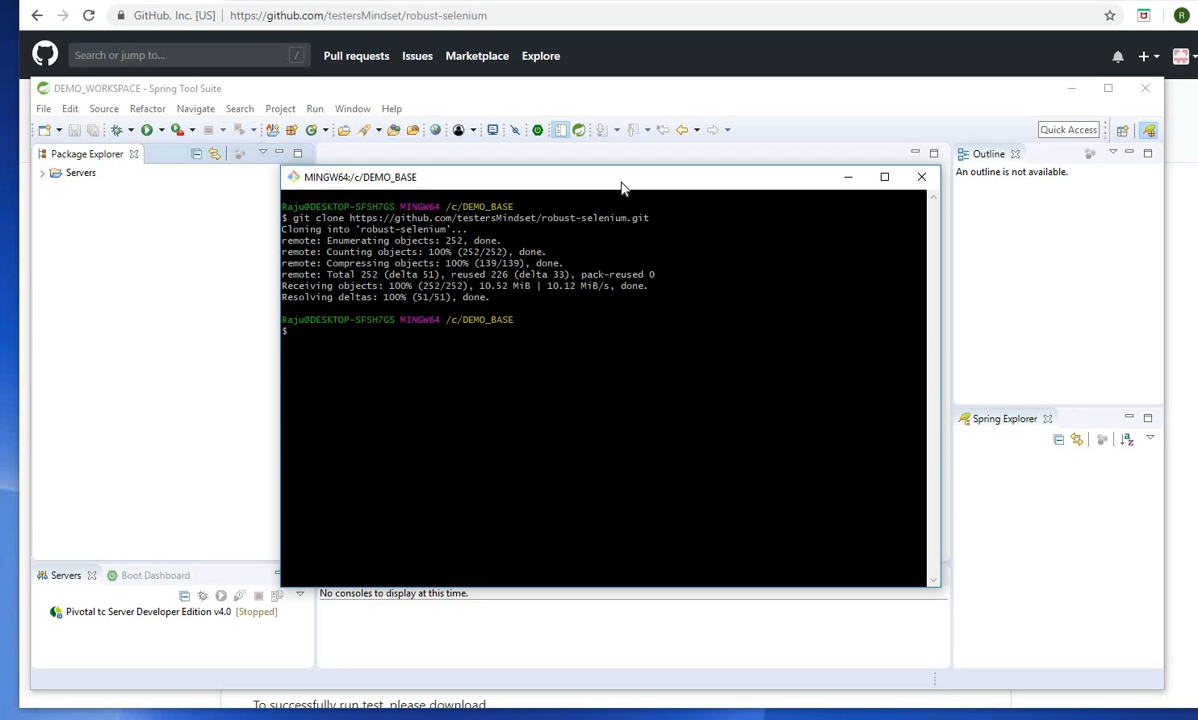 GitHub, Inc. [US] https://github.com/testersMindset/robust-selenium
R
Search or jump to... / Pull requests Issues Marketplace Explore
DEMO_WORKSPACE - Spring Tool Suite
File Edit Source Refactor Navigate Search Project Run Window Help
Quick Access
Package Explorer
Servers
Outline
An outline is not available.
MINGW64:/c/DEMO_BASE
Raju@DESKTOP-SFSH7GS MINGW64 /c/DEMO_BASE
$ git clone https://github.com/testersMindset/robust-selenium.git
Cloning into 'robust-selenium'...
remote: Enumerating objects: 252, done.
remote: Counting objects: 100% (252/252), done.
remote: Compressing objects: 100% (139/139), done.
remote: Total 252 (delta 51), reused 226 (delta 33), pack-reused 0
Receiving objects: 100% (252/252), 10.52 MiB | 10.12 MiB/s, done.
Resolving deltas: 100% (51/51), done.
Raju@DESKTOP-SFSH7GS MINGW64 /c/DEMO_BASE
$
Spring Explorer
Servers Boot Dashboard
Pivotal tc Server Developer Edition v4.0 [Stopped]
No consoles to display at this time.
To successfully run test, please download